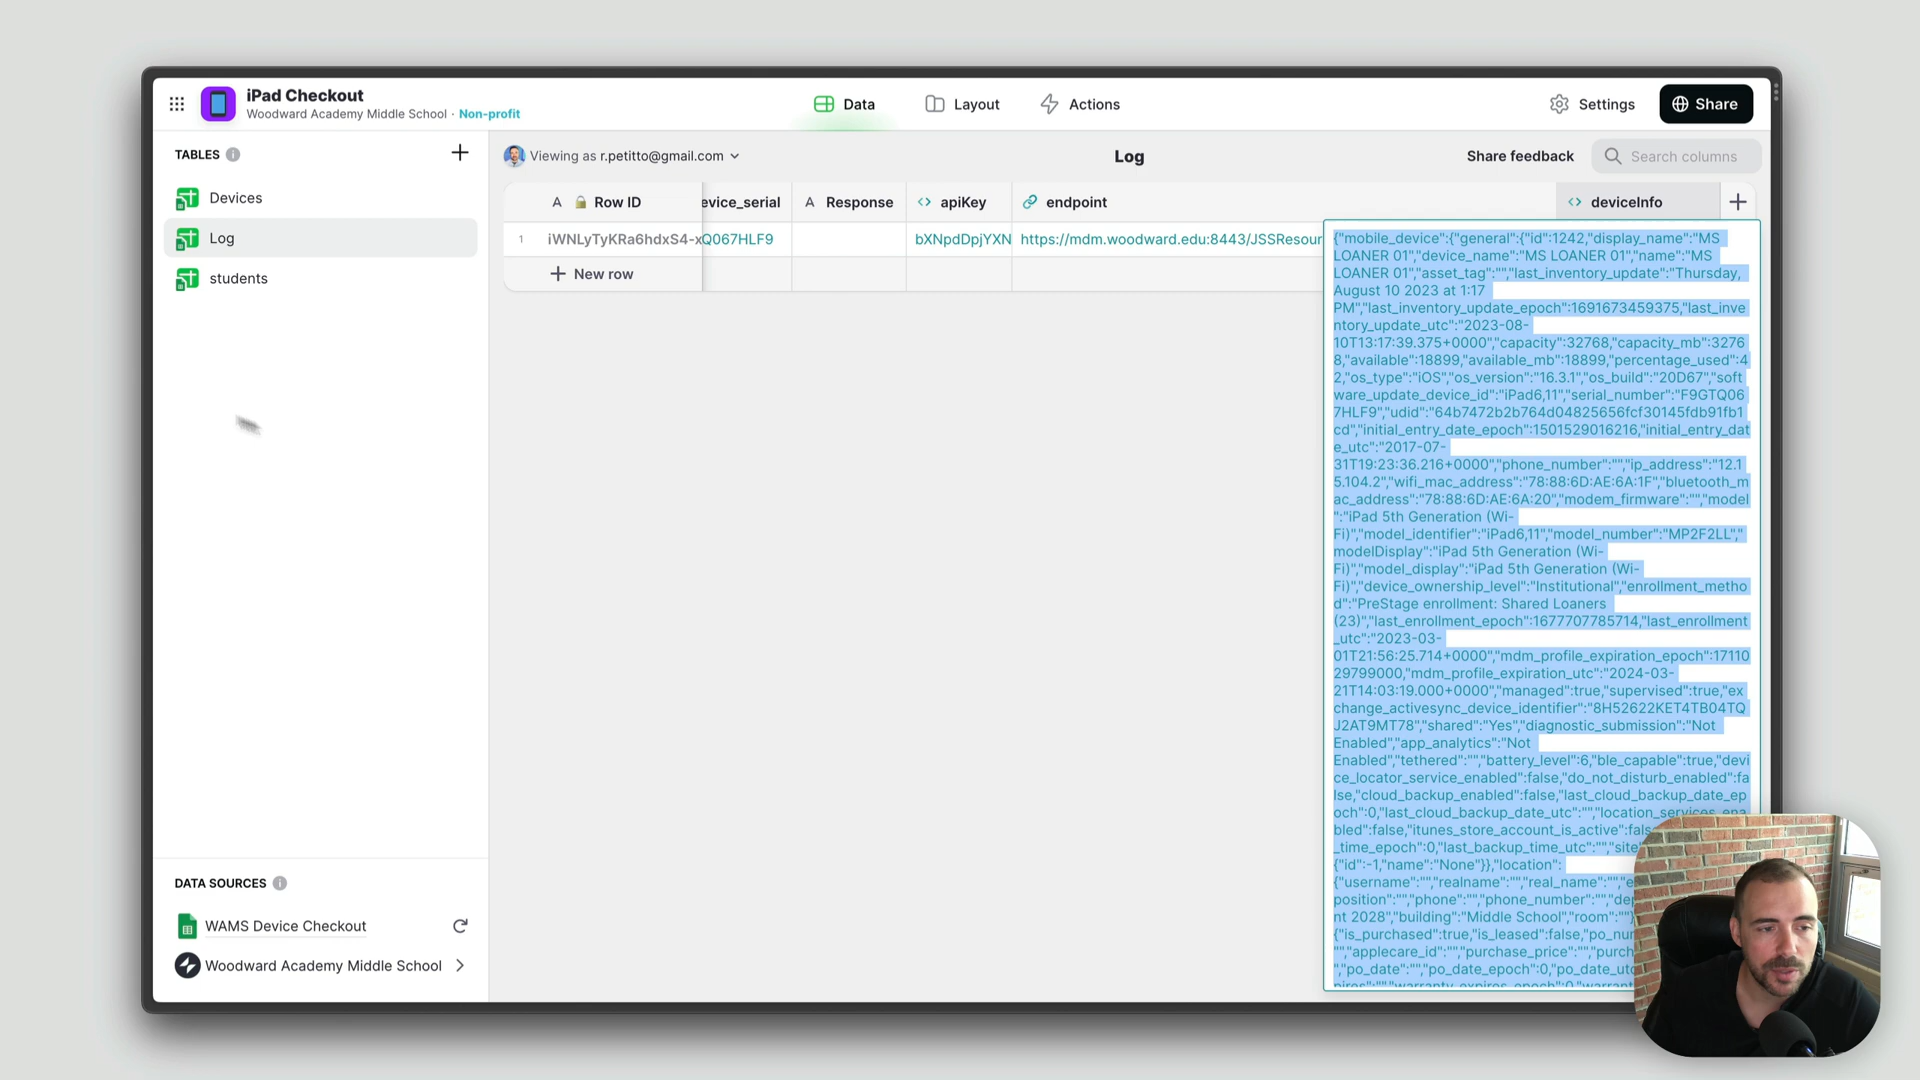 iPad Checkout
Woodward Academy Middle School · Non-profit
Data
Layout
Actions
Settings
Share
TABLES
Devices
Log
students
Viewing as r.petitto@gmail.com
Log
Share feedback
Search columns
A Row ID
evice_serial
A Response
<> apiKey
endpoint
<> deviceInfo
1
iWNLyTyKRa6hdxS4-x
Q067HLF9
bXNpdDpjYXN
https://mdm.woodward.edu:8443/JSSResour
New row
{"mobile_device":{"general":{"id":1242,"display_name":"MS
LOANER 01","device_name":"MS LOANER 01","name":"MS
LOANER 01","asset_tag":"","last_inventory_update":"Thursday,
August 10 2023 at 1:17
PM","last_inventory_update_epoch":1691673459375,"last_inve
ntory_update_utc":"2023-08-
10T13:17:39.375+0000","capacity":32768,"capacity_mb":3276
8,"available":18899,"available_mb":18899,"percentage_used":4
2,"os_type":"iOS","os_version":"16.3.1","os_build":"20D67","soft
ware_update_device_id":"iPad6,11","serial_number":"F9GTQ06
7HLF9","udid":"64b7472b2b764d04825656fcf30145fdb91fb1
cd","initial_entry_date_epoch":1501529016216,"initial_entry_dat
e_utc":"2017-07-
31T19:23:36.216+0000","phone_number":"","ip_address":"12.1
5.104.2","wifi_mac_address":"78:88:6D:AE:6A:1F","bluetooth_m
ac_address":"78:88:6D:AE:6A:20","modem_firmware":"","model
":"iPad 5th Generation (Wi-
Fi)","model_identifier":"iPad6,11","model_number":"MP2F2LL","
modelDisplay":"iPad 5th Generation (Wi-
Fi)","model_display":"iPad 5th Generation (Wi-
Fi)","device_ownership_level":"Institutional","enrollment_metho
d":"PreStage enrollment: Shared Loaners
(23)","last_enrollment_epoch":1677707785714,"last_enrollment
_utc":"2023-03-
01T21:56:25.714+0000","mdm_profile_expiration_epoch":17110
29799000,"mdm_profile_expiration_utc":"2024-03-
21T14:03:19.000+0000","managed":true,"supervised":true,"ex
change_activesync_device_identifier":"8H52622KET4TB04TQ
J2AT9MT78","shared":"Yes","diagnostic_submission":"Not
Enabled","app_analytics":"Not
Enabled","tethered":"","battery_level":6,"ble_capable":true,"devi
ce_locator_service_enabled":false,"do_not_disturb_enabled":fa
lse,"cloud_backup_enabled":false,"last_cloud_backup_date_ep
och":0,"last_cloud_backup_date_utc":"","location_services_ena
bled":false,"itunes_store_account_is_active":fals
_time_epoch":0,"last_backup_time_utc":"","site
{"id":-1,"name":"None"}},"location":
{"username":"","realname":"","real_name":"","e
position":"","phone":"","phone_number":"","de
nt 2028","building":"Middle School","room":""}
{"is_purchased":true,"is_leased":false,"po_nu
"","applecare_id":"","purchase_price":"","purch
","po_date":"","po_date_epoch":0,"po_date_utc
pires":"","warranty_expires_epoch":0,"warrant
DATA SOURCES
WAMS Device Checkout
Woodward Academy Middle School